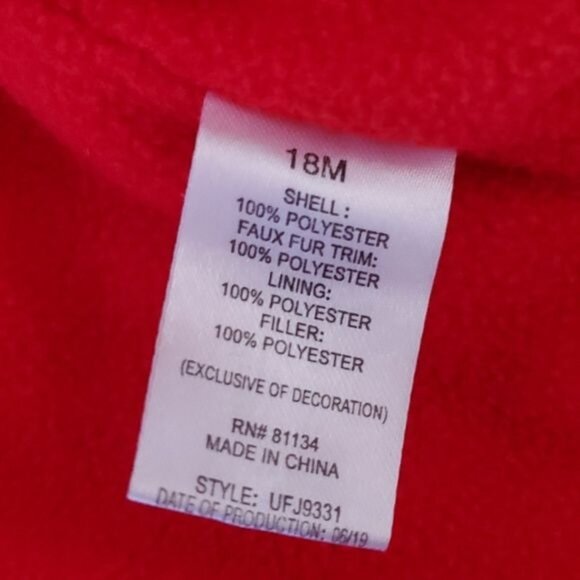 18M
SHELL:
100% POLYESTER
FAUX FUR TRIM:
100% POLYESTER
LINING:
100% POLYESTER
FILLER:
100% POLYESTER
(EXCLUSIVE OF DECORATION)
RN# 81134
MADE IN CHINA
STYLE: UFJ9331
DATE OF PRODUCTION: 06/19